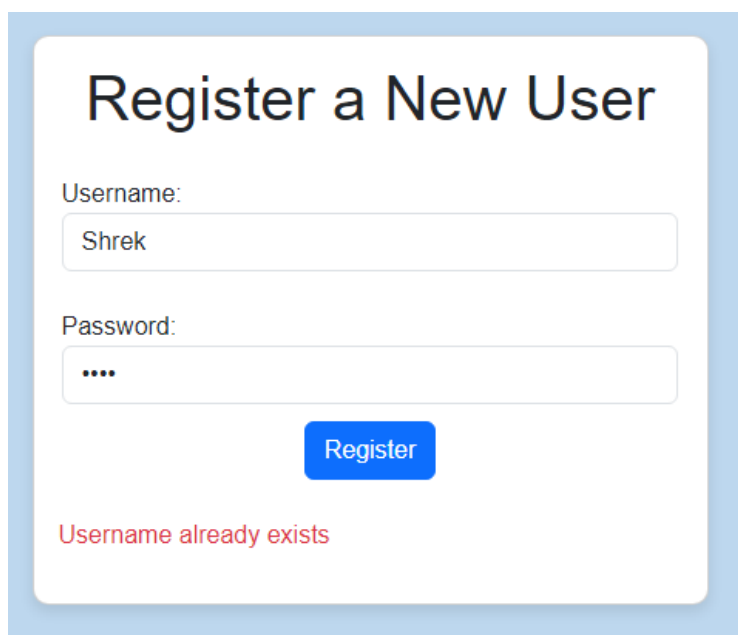 Register a New User
Username:
Shrek
Password:
••••
Register
Username already exists